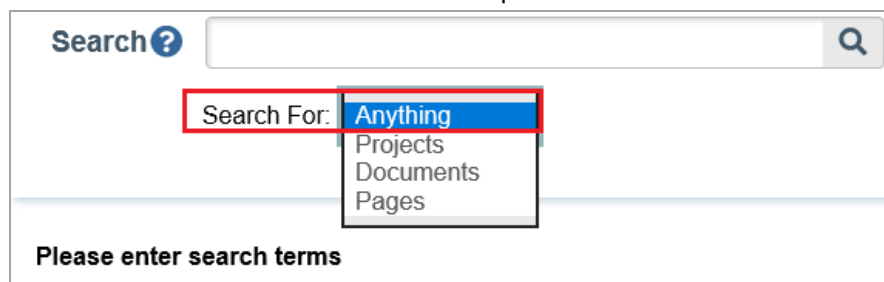 Search
Search For: Anything
Projects
Documents
Pages
Please enter search terms